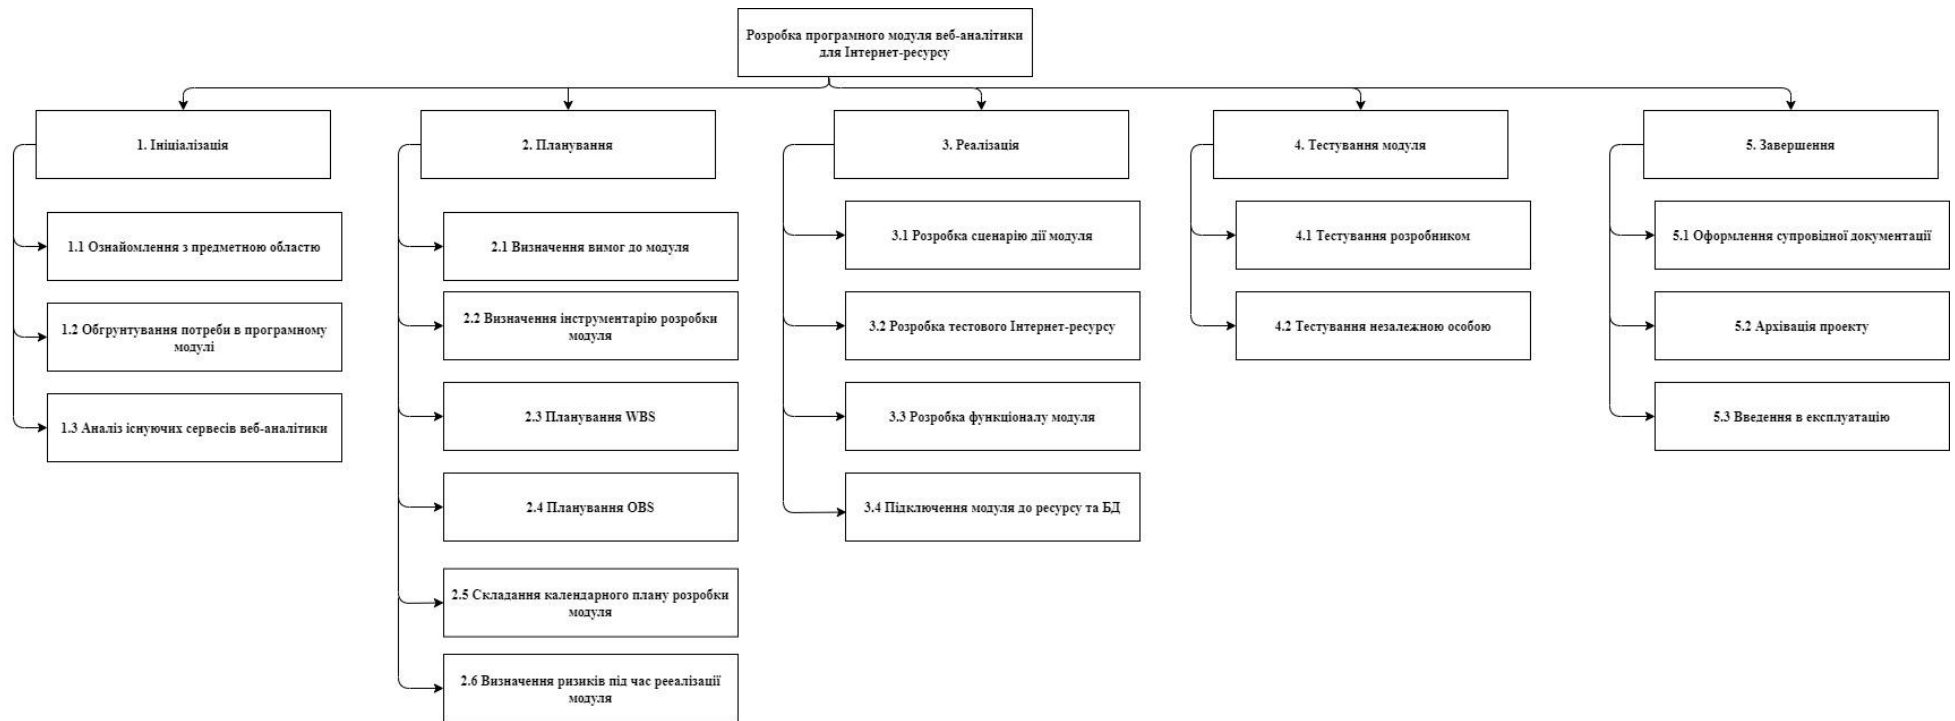 Розробка програмного модуля веб-аналітики
для Інтернет-ресурсу
1. Ініціалізація
2. Планування
3. Реалізація
4. Тестування модуля
5. Завершення
1.1 Ознайомлення з предметною областю
1.2 Обгрунтування потреби в програмному
модулі
1.3 Аналіз існуючих сервесів веб-аналітики
2.1 Визначення вимог до модуля
2.2 Визначення інструментарію розробки
модуля
2.3 Планування WBS
2.4 Планування OBS
2.5 Складання календарного плану розробки
модуля
2.6 Визначення ризиків під час рееалізації
модуля
3.1 Розробка сценарію дії модуля
3.2 Розробка тестового Інтернет-ресурсу
3.3 Розробка функціоналу модуля
3.4 Підключення модуля до ресурсу та БД
4.1 Тестування розробником
4.2 Тестування незалежною особою
5.1 Оформлення супровідної документації
5.2 Архівація проекту
5.3 Введення в експлуатацію